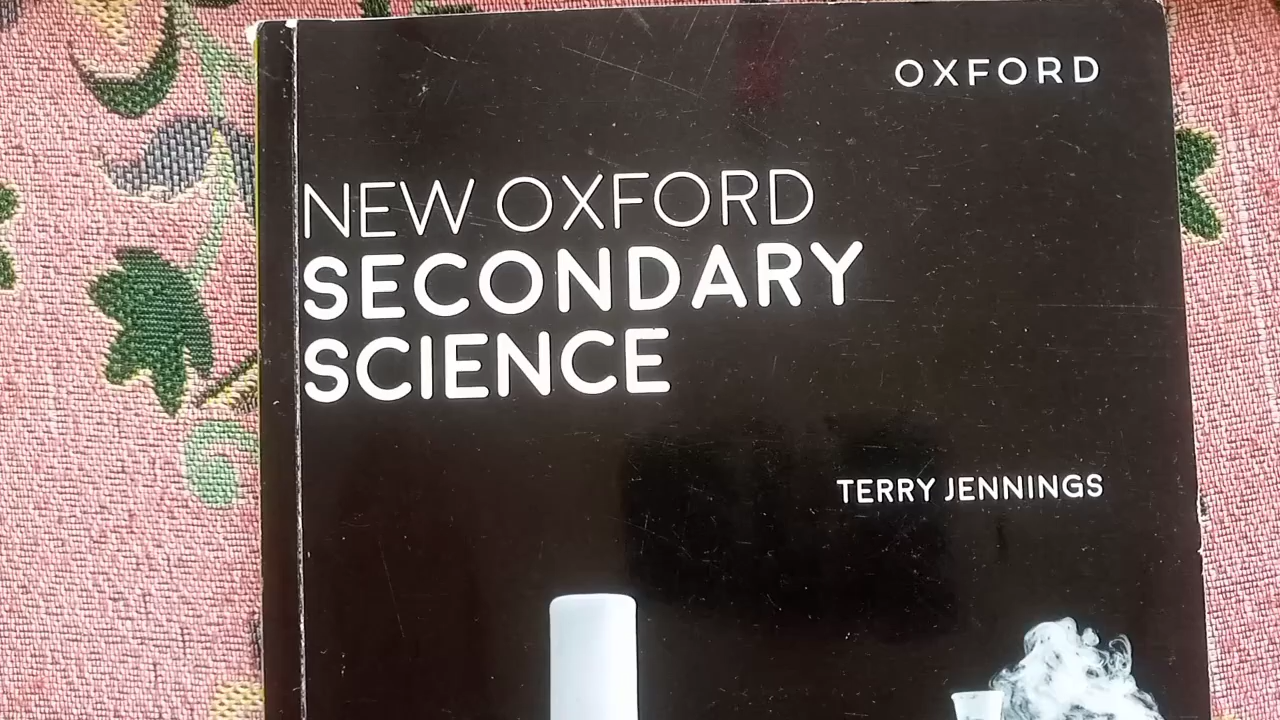 OXFORD
NEW OXFORD
SECONDARY
SCIENCE
TERRY JENNINGS